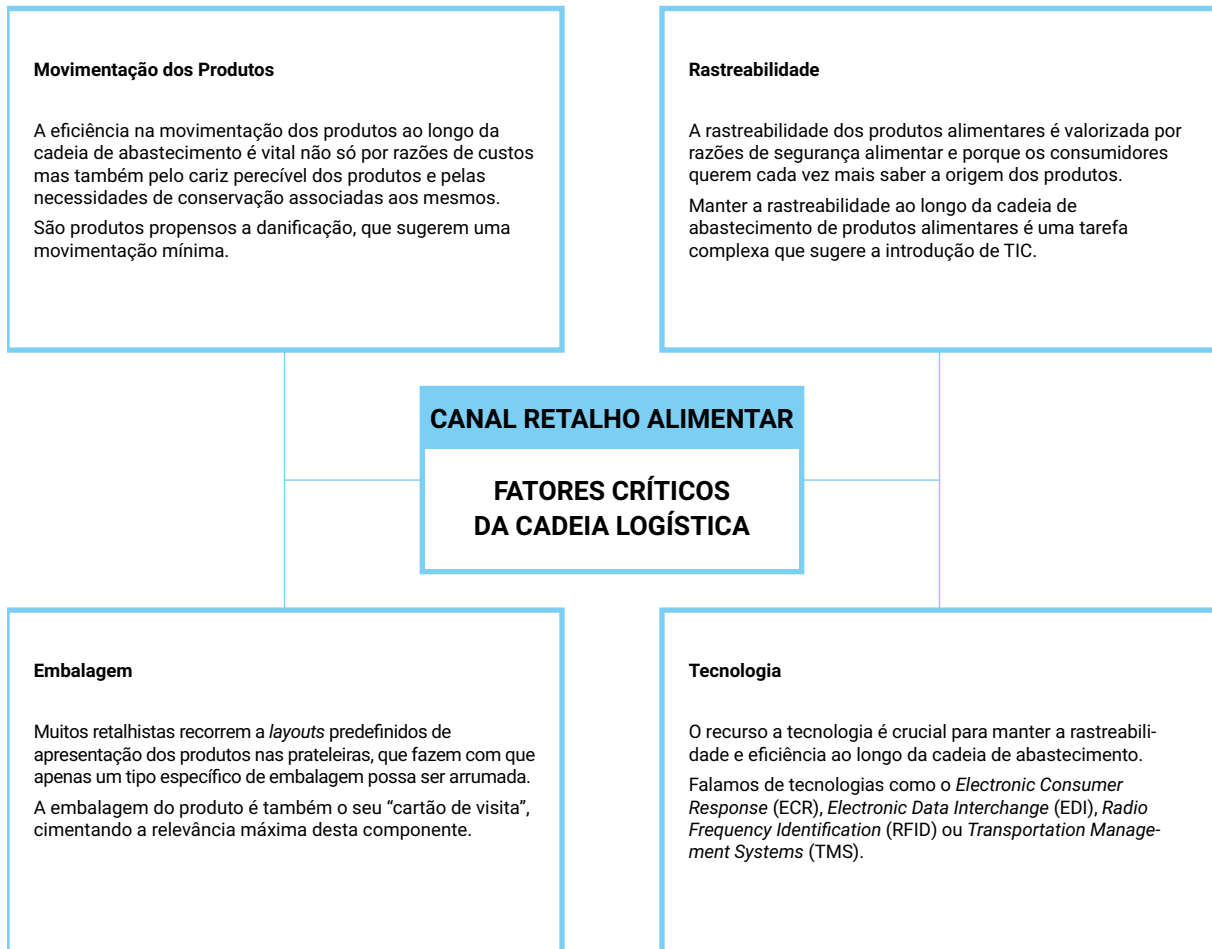 Movimentação dos Produtos
A eficiência na movimentação dos produtos ao longo da
cadeia de abastecimento é vital não só por razões de custos
mas também pelo cariz perecível dos produtos e pelas
necessidades de conservação associadas aos mesmos.
São produtos propensos a danificação, que sugerem uma
movimentação mínima.
Rastreabilidade
A rastreabilidade dos produtos alimentares é valorizada por
razões de segurança alimentar e porque os consumidores
querem cada vez mais saber a origem dos produtos.
Manter a rastreabilidade ao longo da cadeia de
abastecimento de produtos alimentares é uma tarefa
complexa que sugere a introdução de TIC.
CANAL RETALHO ALIMENTAR
FATORES CRÍTICOS
DA CADEIA LOGÍSTICA
Embalagem
Muitos retalhistas recorrem a layouts predefinidos de
apresentação dos produtos nas prateleiras, que fazem com que
apenas um tipo específico de embalagem possa ser arrumada.
A embalagem do produto é também o seu “cartão de visita”,
cimentando a relevância máxima desta componente.
Tecnologia
O recurso a tecnologia é crucial para manter a rastreabili-
dade e eficiência ao longo da cadeia de abastecimento.
Falamos de tecnologias como o Electronic Consumer
Response (ECR), Electronic Data Interchange (EDI), Radio
Frequency Identification (RFID) ou Transportation Manage-
ment Systems (TMS).